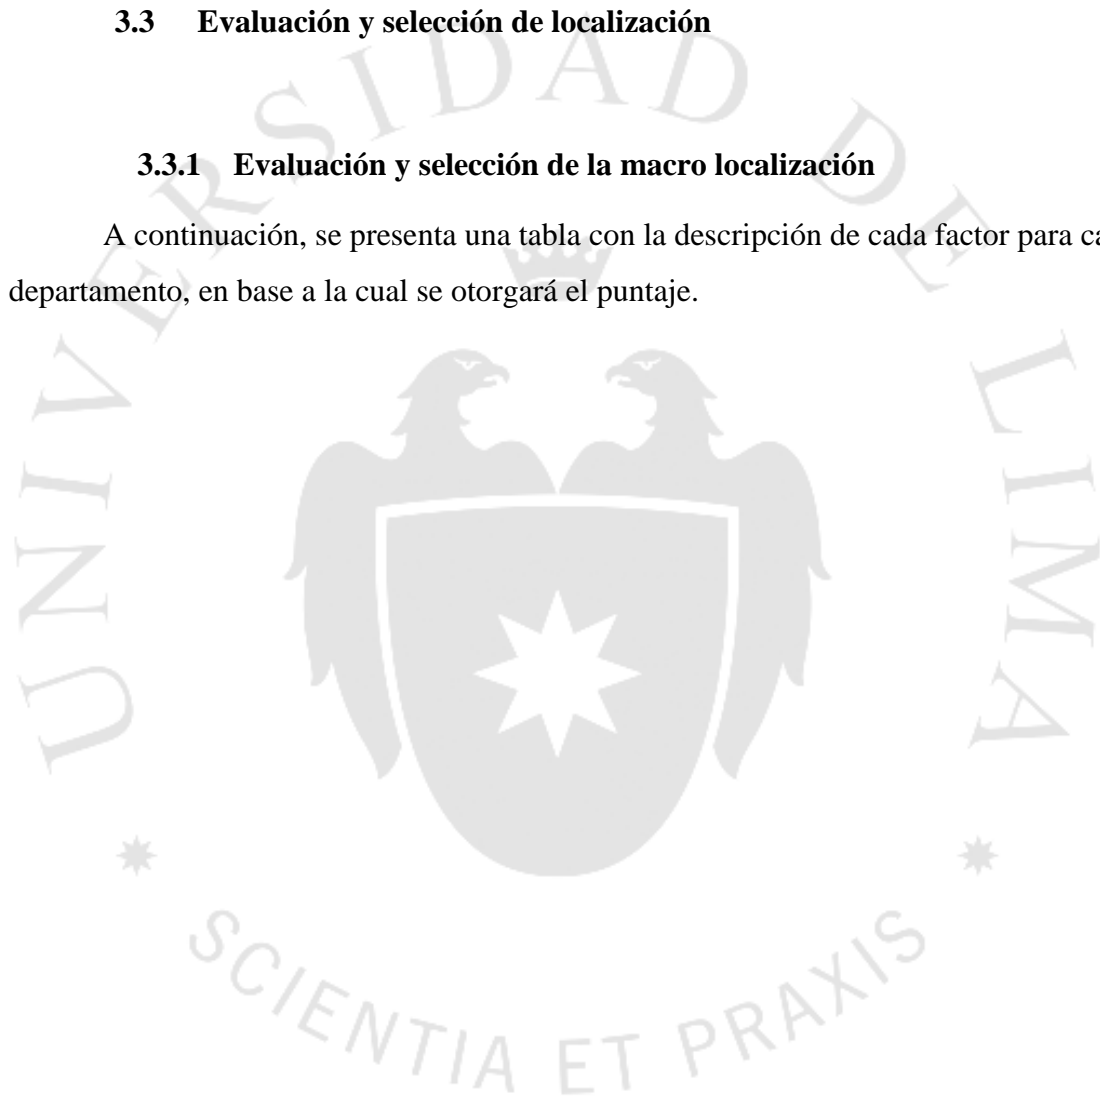 3.3 Evaluación y selección de localización
3.3.1 Evaluación y selección de la macro localización
A continuación, se presenta una tabla con la descripción de cada factor para ca
departamento, en base a la cual se otorgará el puntaje.
UNIVERSIDAD DE LIMA
SCIENTIA ET PRAXIS